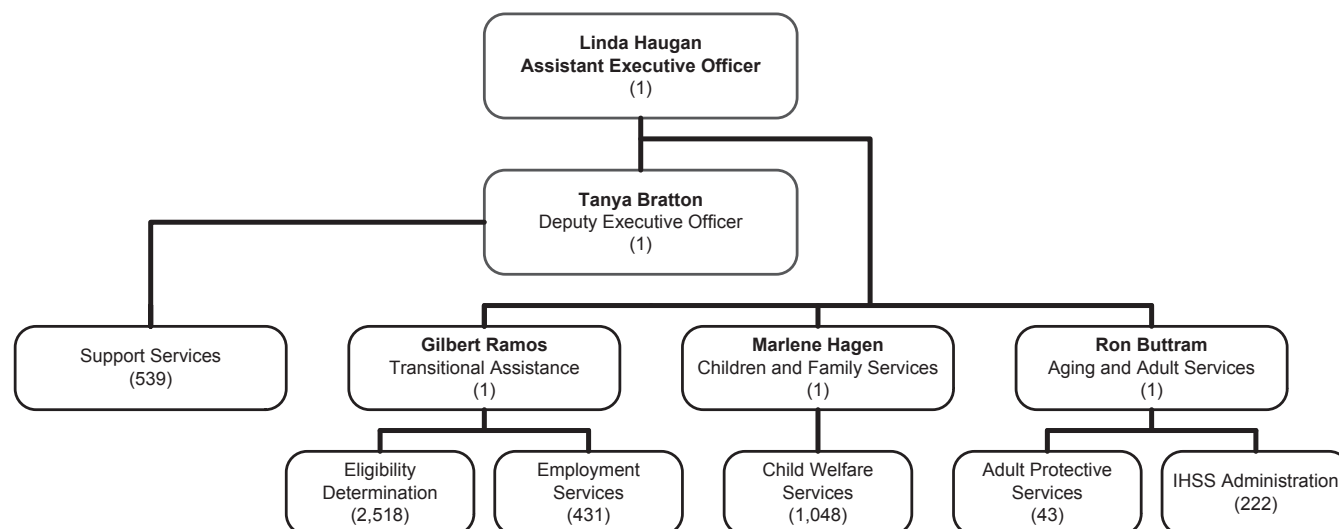 Linda Haugan
Assistant Executive Officer
(1)
Tanya Bratton
Deputy Executive Officer
(1)
Support Services
(539)
Gilbert Ramos
Transitional Assistance
(1)
Marlene Hagen
Children and Family Services
(1)
Ron Buttram
Aging and Adult Services
(1)
Eligibility
Determination
(2,518)
Employment
Services
(431)
Child Welfare
Services
(1,048)
Adult Protective
Services
(43)
IHSS Administration
(222)